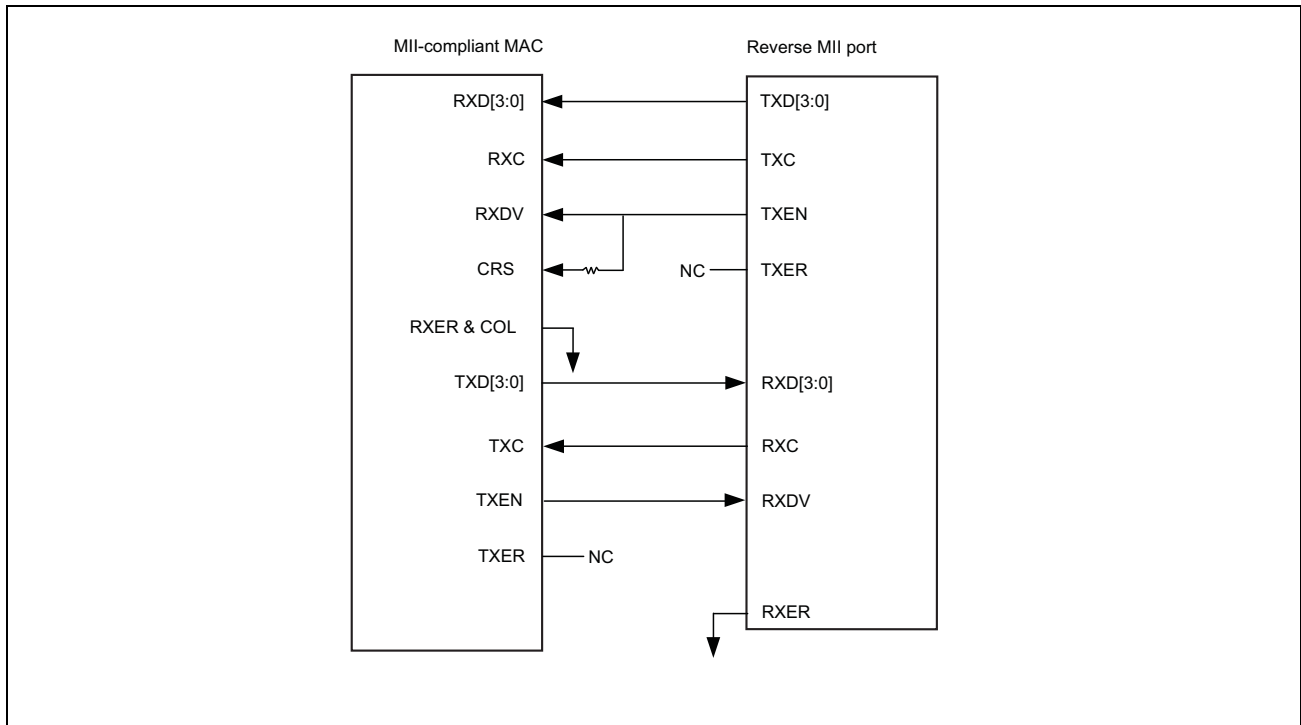 MII-compliant MAC
Reverse MII port
RXD[3:0]
TXD[3:0]
RXC
TXC
RXDV
TXEN
CRS
NC
TXER
RXER & COL
TXD[3:0]
RXD[3:0]
TXC
RXC
TXEN
RXDV
TXER
NC
RXER